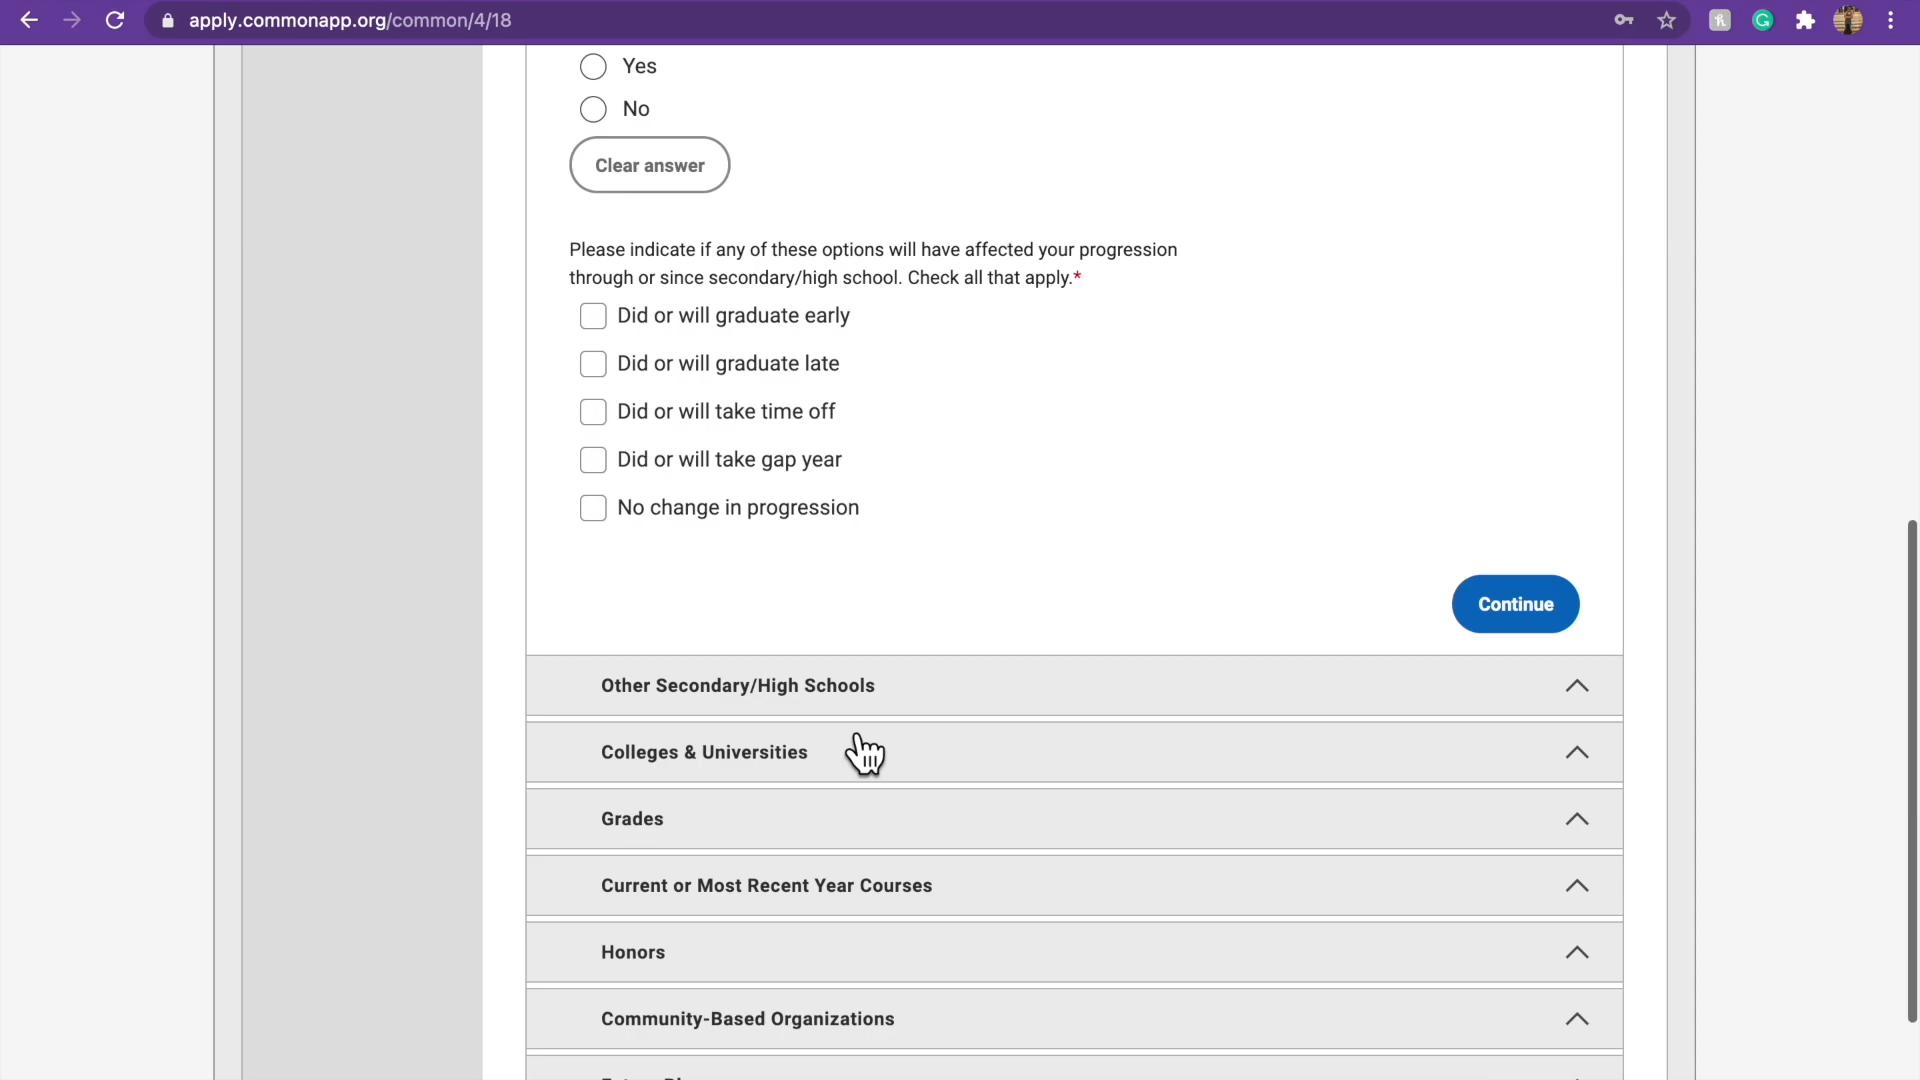 apply.commonapp.org/common/4/18
Yes
No
Clear answer
Please indicate if any of these options will have affected your progression
through or since secondary/high school. Check all that apply.*
Did or will graduate early
Did or will graduate late
Did or will take time off
Did or will take gap year
No change in progression
Continue
Other Secondary/High Schools
Colleges & Universities
Grades
Current or Most Recent Year Courses
Honors
Community-Based Organizations